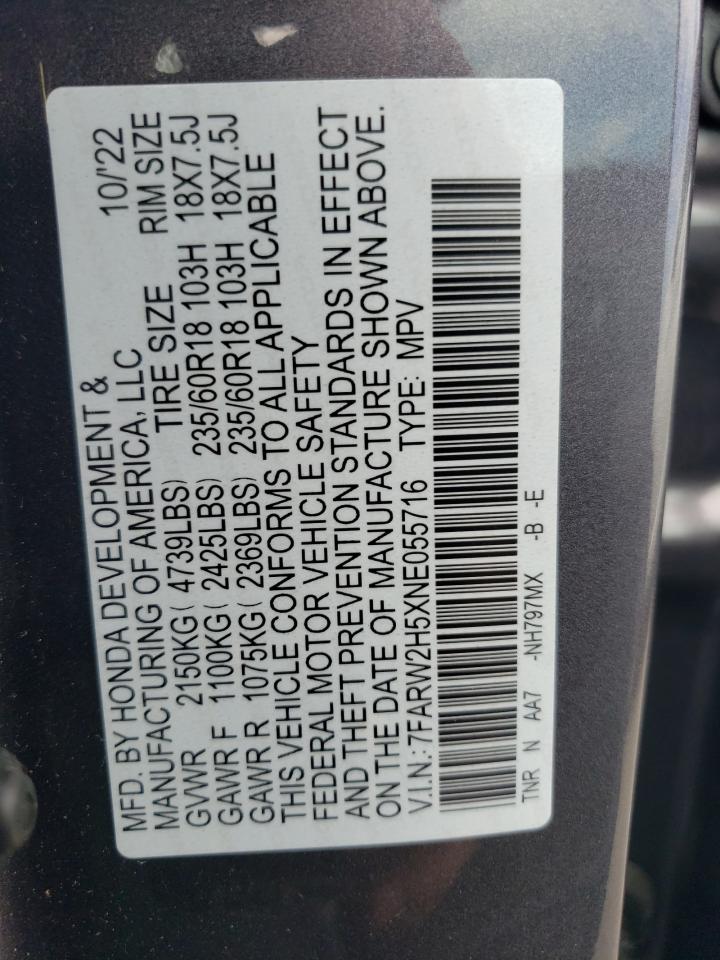 MFD. BY HONDA DEVELOPMENT & 10/'22
MANUFACTURING OF AMERICA, LLC
TIRE SIZE RIM SIZE
GVWR 2150KG( 4739LBS)
GAWR F 1100KG( 2425LBS) 235/60R18 103H 18X7.5J
GAWR R 1075KG( 2369LBS) 235/60R18 103H 18X7.5J
THIS VEHICLE CONFORMS TO ALL APPLICABLE
FEDERAL MOTOR VEHICLE SAFETY
AND THEFT PREVENTION STANDARDS IN EFFECT
ON THE DATE OF MANUFACTURE SHOWN ABOVE.
V.I.N.: 7FARW2H5XNE055716 TYPE: MPV
TNR N AA7 -NH797MX -B -E